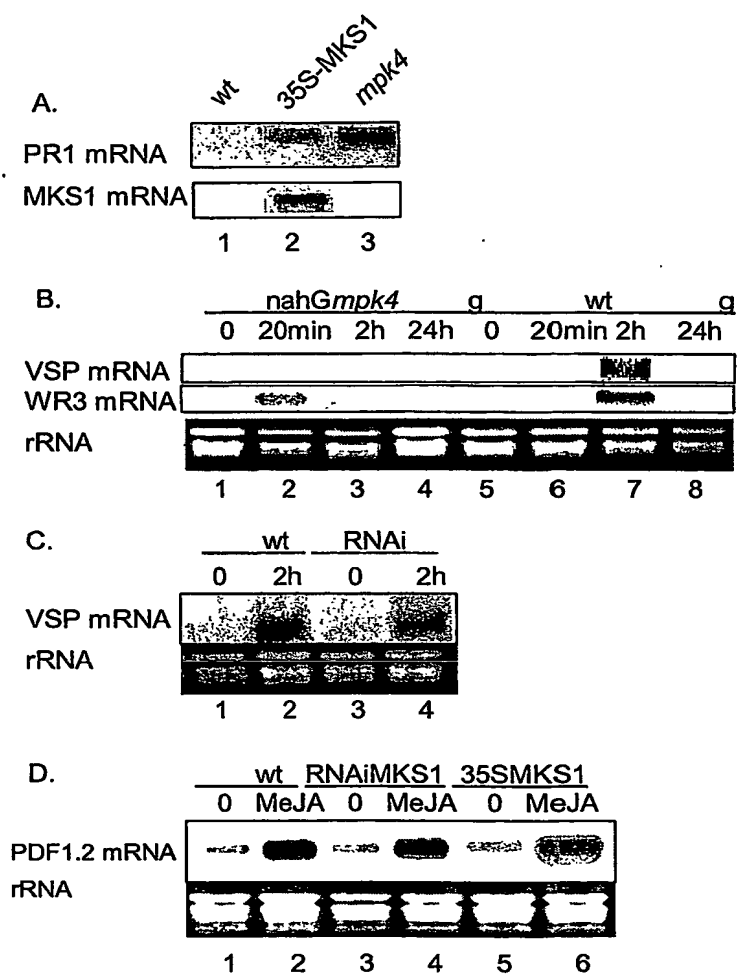 A.
wt 35S-MKS1 mpk4
PR1 mRNA
MKS1 mRNA
1 2 3
B.
nahGmpk4 g wt g
0 20min 2h 24h 0 20min 2h 24h
VSP mRNA
WR3 mRNA
rRNA
1 2 3 4 5 6 7 8
C.
wt RNAi
0 2h 0 2h
VSP mRNA
rRNA
1 2 3 4
D.
wt RNAiMKS1 35SMKS1
0 MeJA 0 MeJA 0 MeJA
PDF1.2 mRNA
rRNA
1 2 3 4 5 6